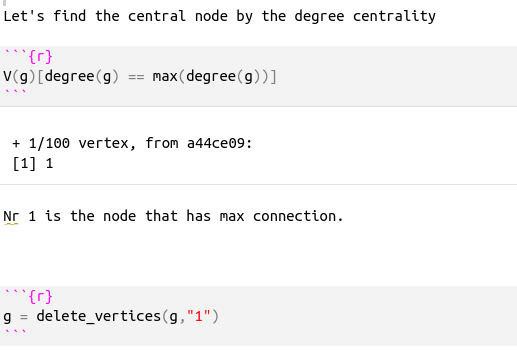 Let's find the central node by the degree centrality
```{r}
V(g)[degree(g) == max(degree(g))]
```
+ 1/100 vertex, from a44ce09:
[1] 1
Nr 1 is the node that has max connection.
```{r}
g = delete_vertices(g,"1")
```